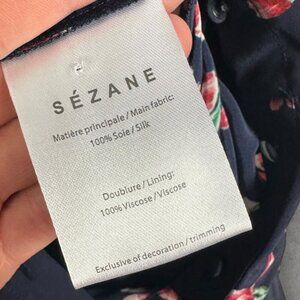 SÉZANE
Matière principale / Main fabric:
100% Soie / Silk
Doublure / Lining:
100% Viscose / Viscose
Exclusive of decoration / trimming